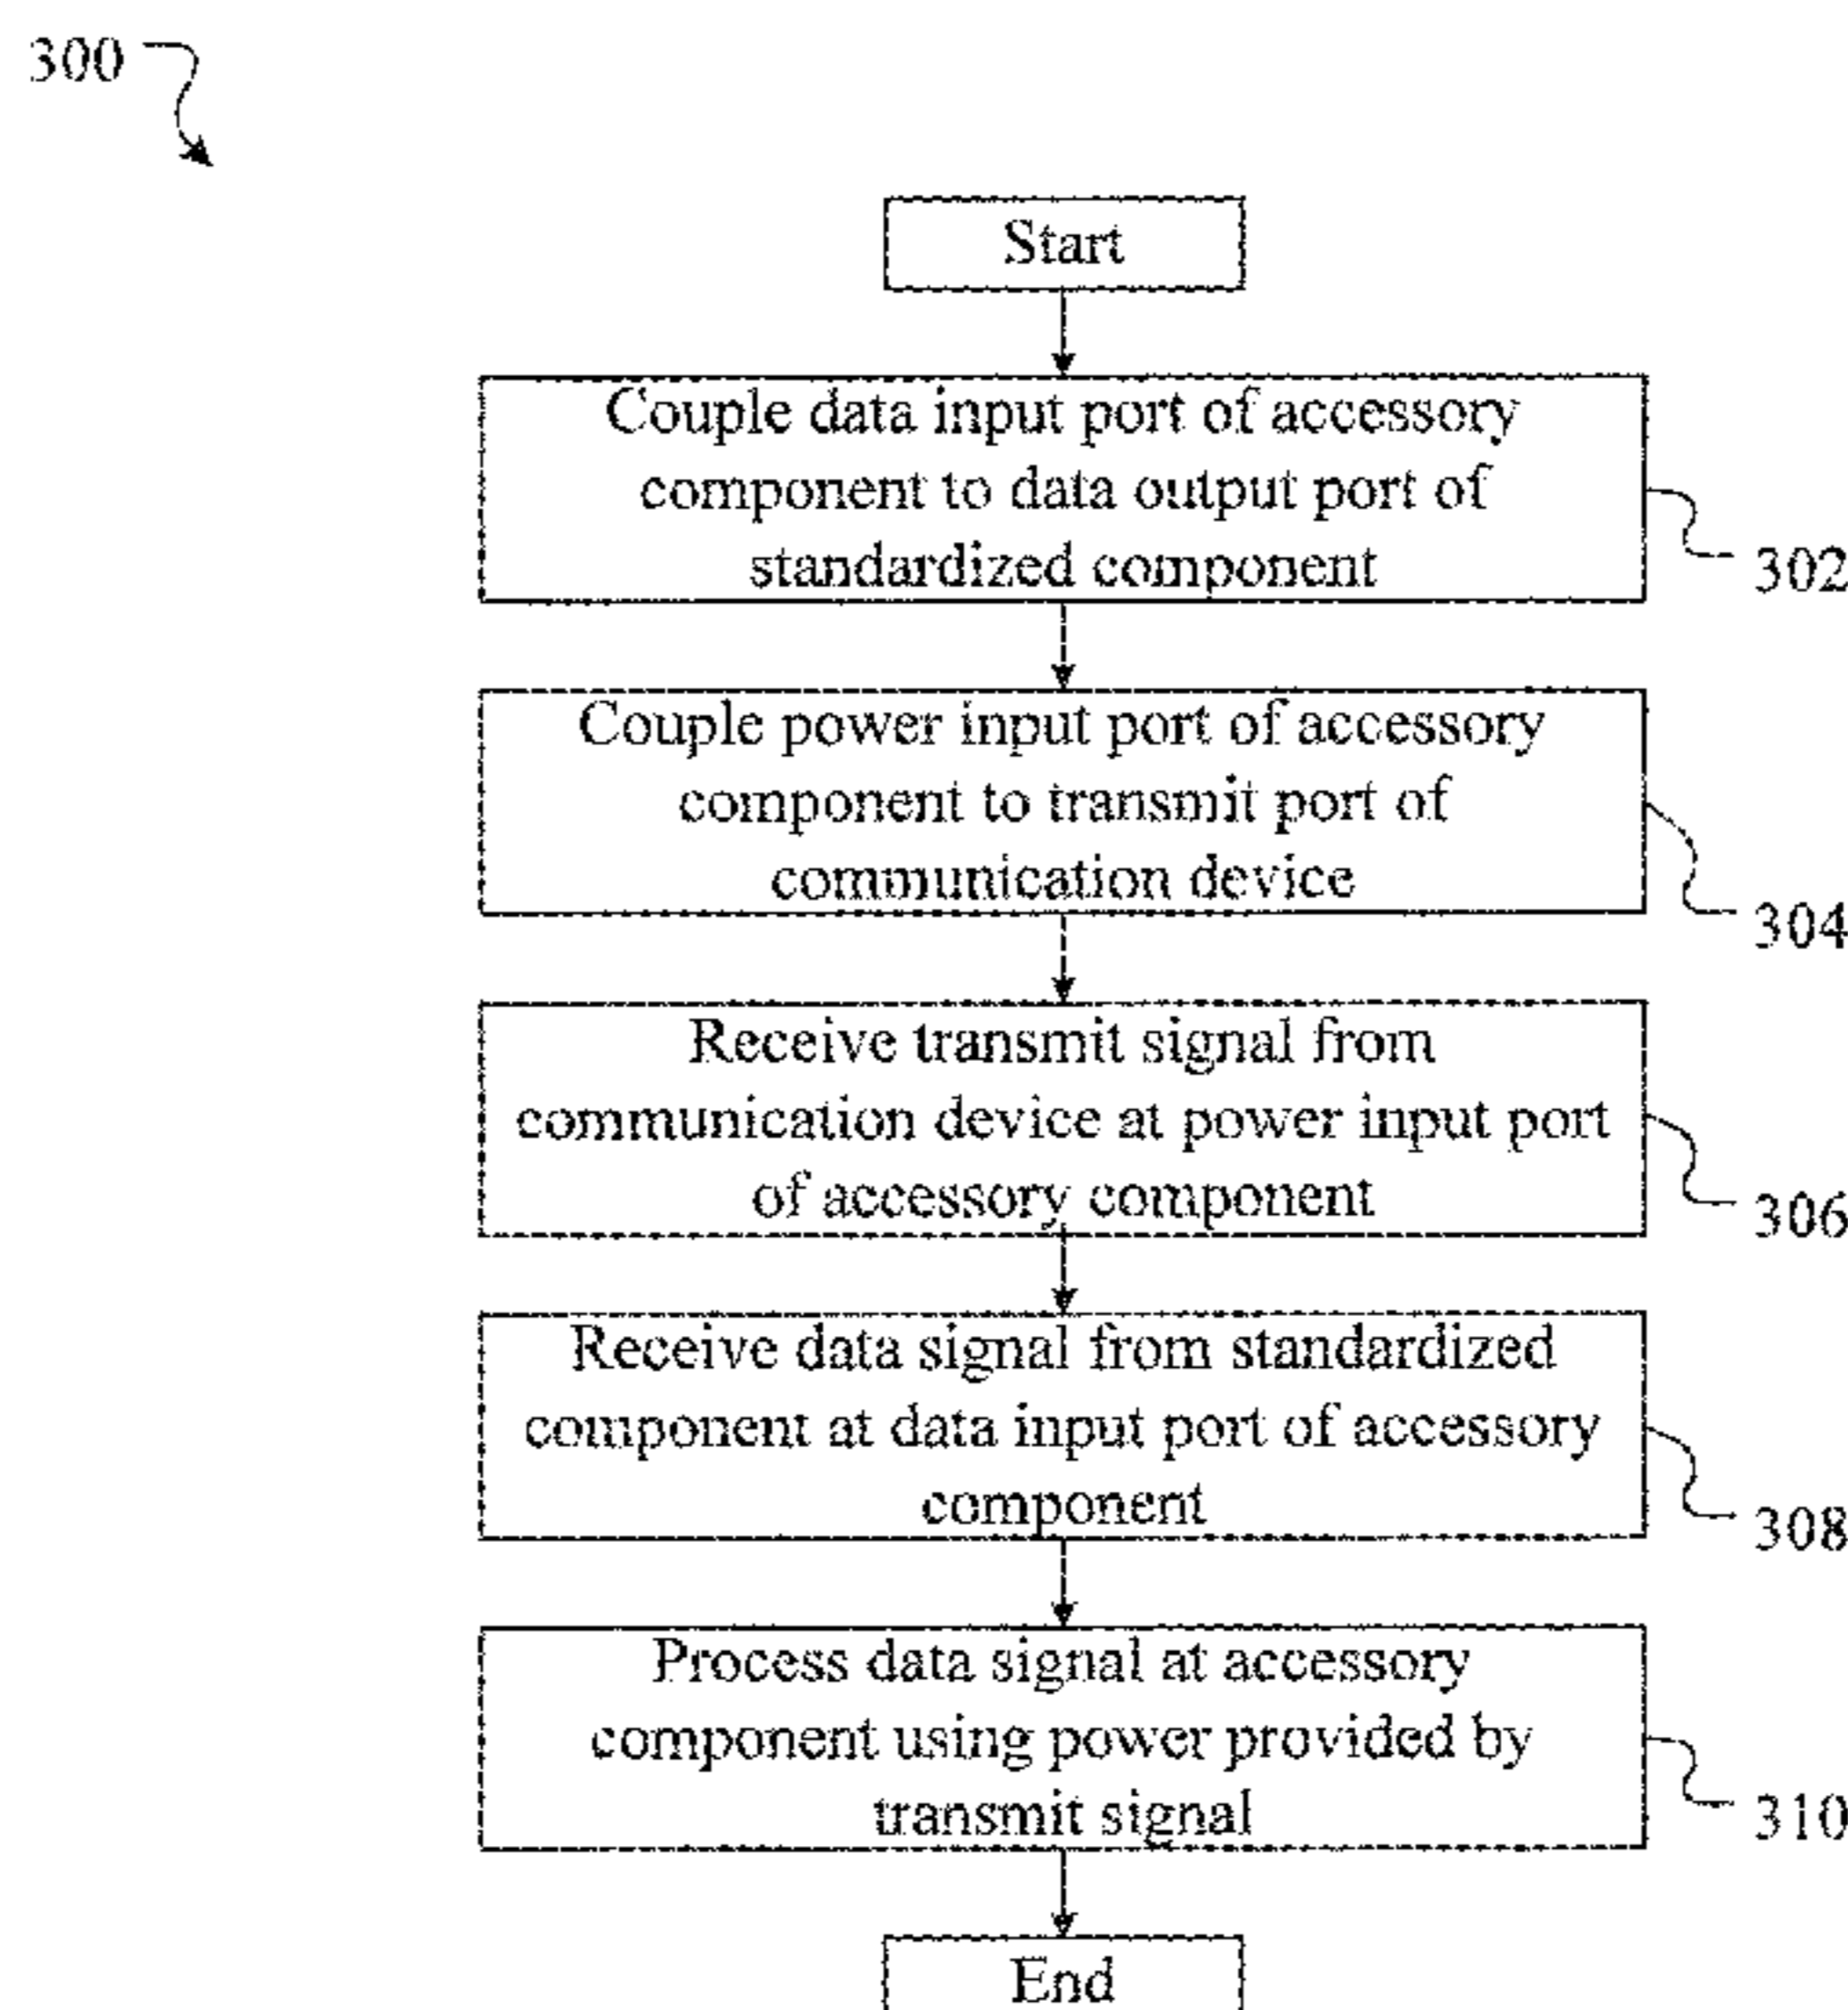 300
Start
Couple data input port of accessory
component to data output port of
standardized component
302
Couple power input port of accessory
component to transmit port of
communication device
304
Receive transmit signal from
communication device at power input port
of accessory component
306
Receive data signal from standardized
component at data input port of accessory
component
308
Process data signal at accessory
component using power provided by
transmit signal
310
End